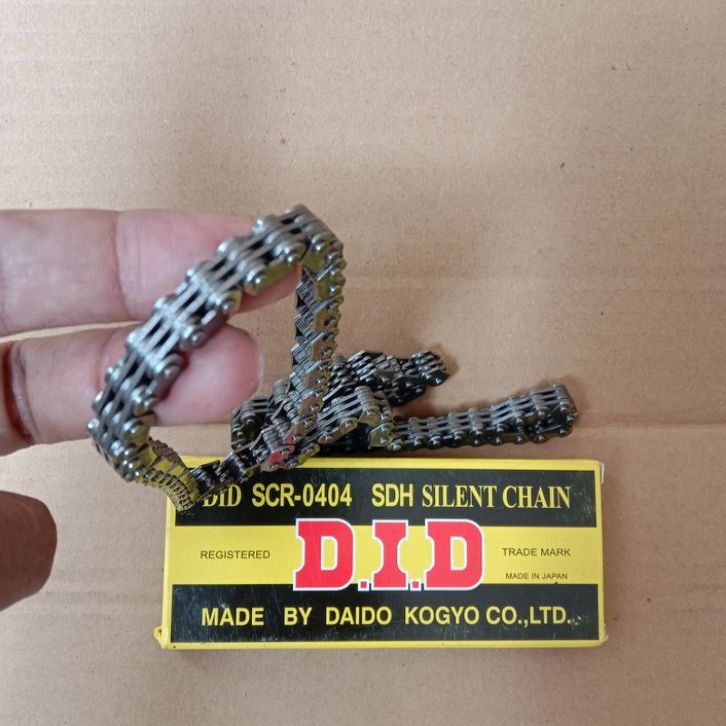 DID SCR-0404 SDH SILENT CHAIN
REGISTERED
D.I.D
TRADE MARK
MADE IN JAPAN
MADE BY DAIDO KOGYO CO.,LTD.